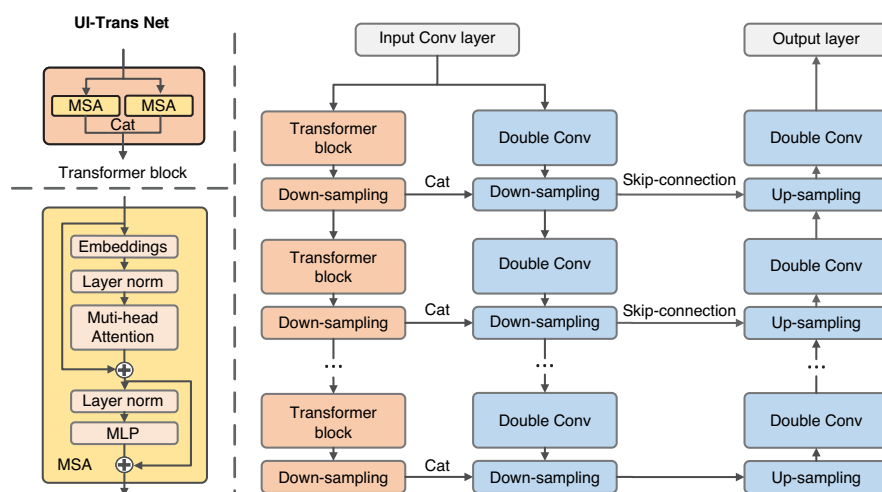 UI-Trans Net
MSA
MSA
Cat
Transformer block
Embeddings
Layer norm
Muti-head
Attention
Layer norm
MLP
MSA
Input Conv layer
Output layer
Transformer
block
Double Conv
Double Conv
Down-sampling
Cat
Down-sampling
Skip-connection
Up-sampling
Transformer
block
Double Conv
Double Conv
Down-sampling
Cat
Down-sampling
Skip-connection
Up-sampling
...
...
...
Transformer
block
Double Conv
Double Conv
Down-sampling
Cat
Down-sampling
Up-sampling